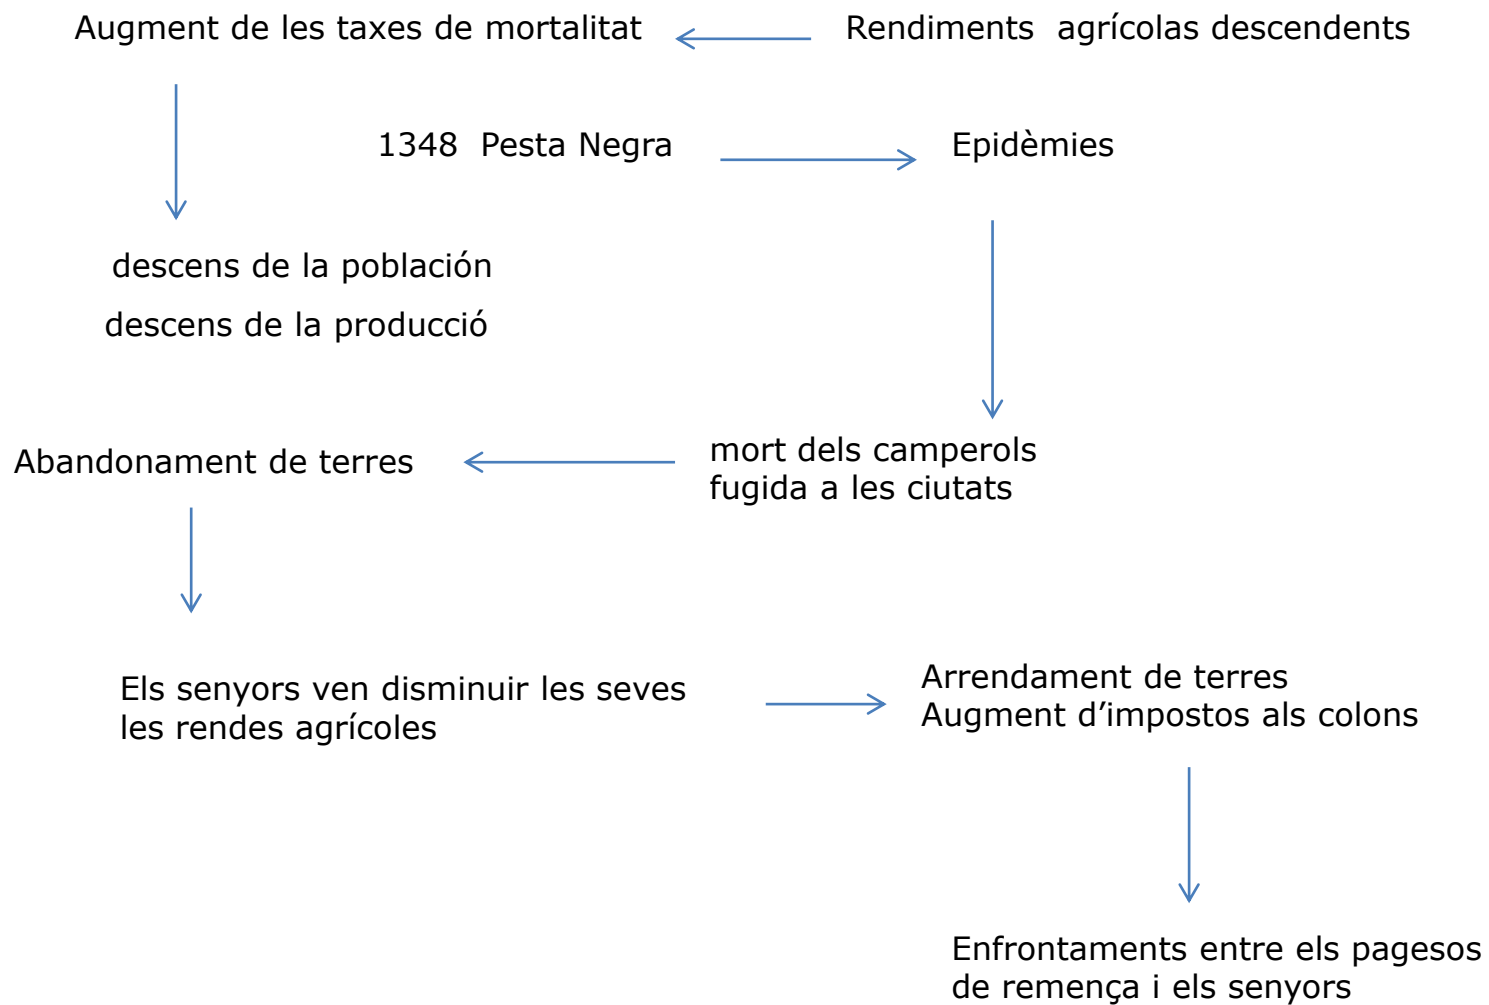 Augment de les taxes de mortalitat
Rendiments  agrícolas descendents
1348  Pesta Negra
Epidèmies
descens de la población
descens de la producció
Abandonament de terres
mort dels camperols
fugida a les ciutats
Els senyors ven disminuir les seves
les rendes agrícoles
Arrendament de terres
Augment d’impostos als colons
Enfrontaments entre els pagesos
de remença i els senyors